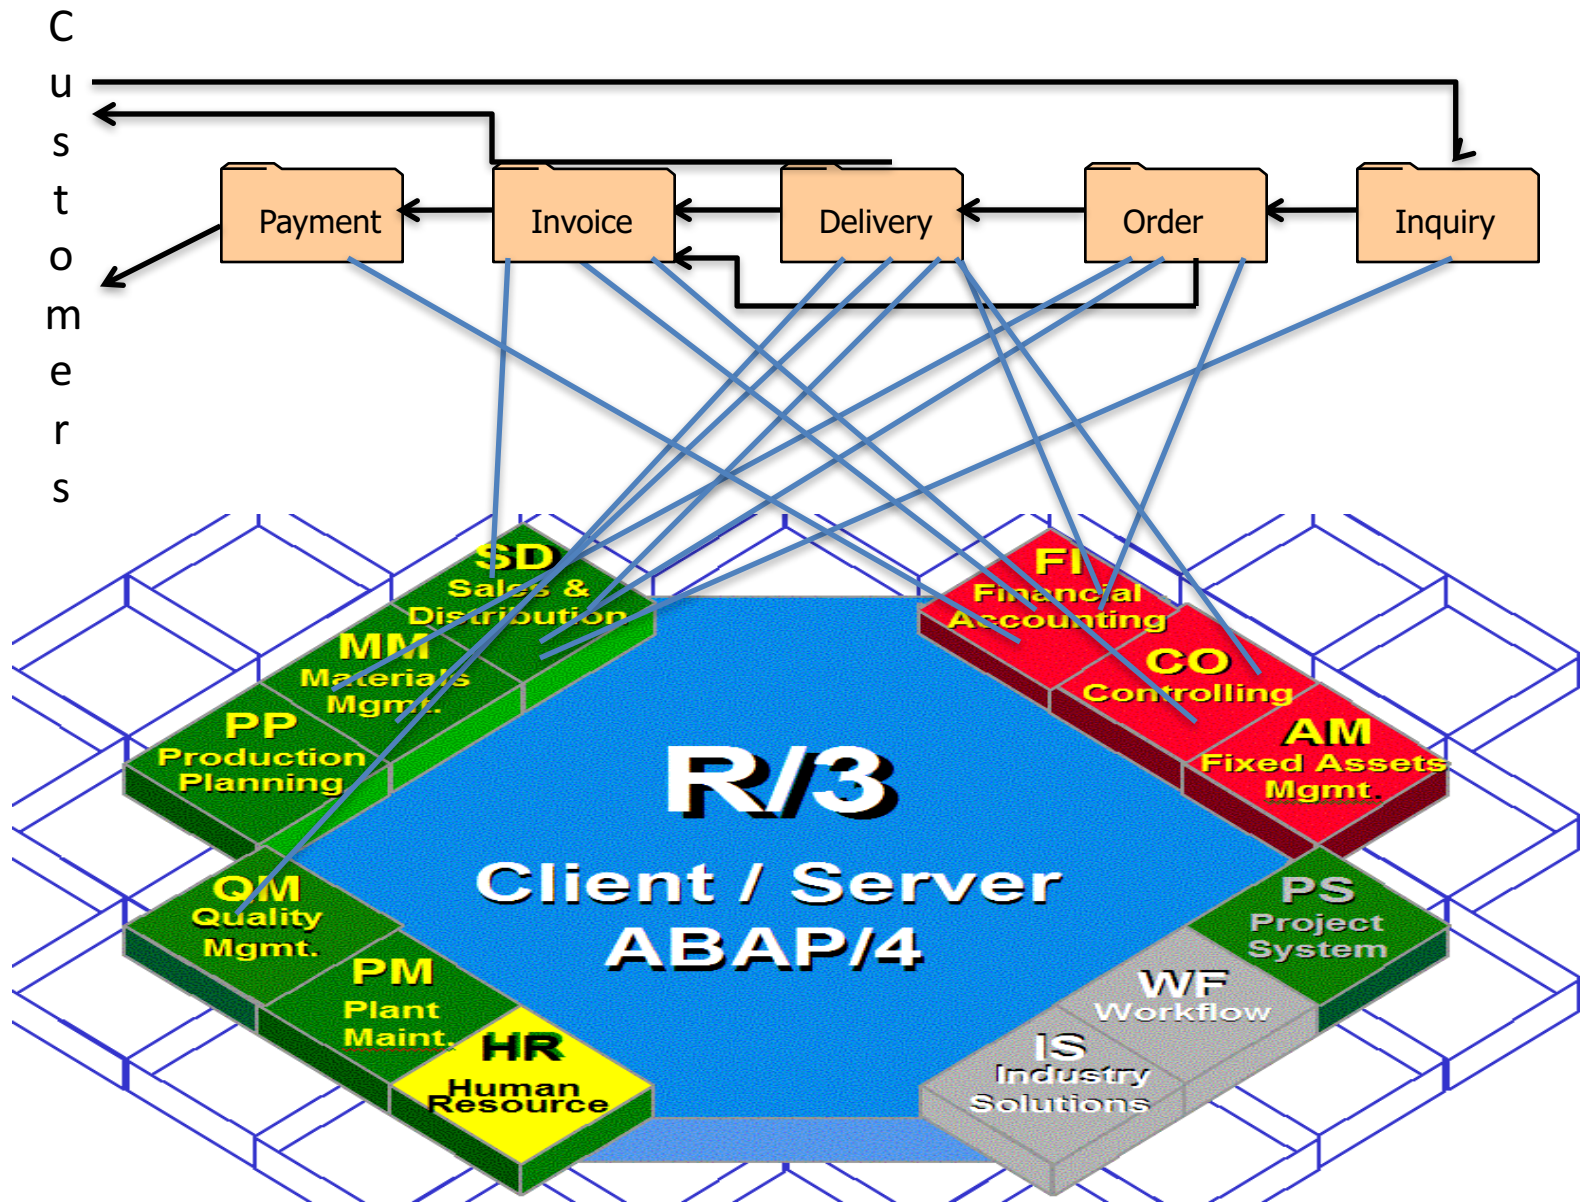 C
u
s
t
o
m
e
r
s
Payment
Invoice
Delivery
Order
Inquiry
SD
Sales &
Distribution
MM
Materials
Mgmt.
PP
Production
Planning
QM
Quality
Mgmt.
PM
Plant
Maint.
HR
Human
Resource
R/3
Client / Server
ABAP/4
FI
Financial
Accounting
CO
Controlling
AM
Fixed Assets
Mgmt.
PS
Project
System
WF
Workflow
IS
Industry
Solutions